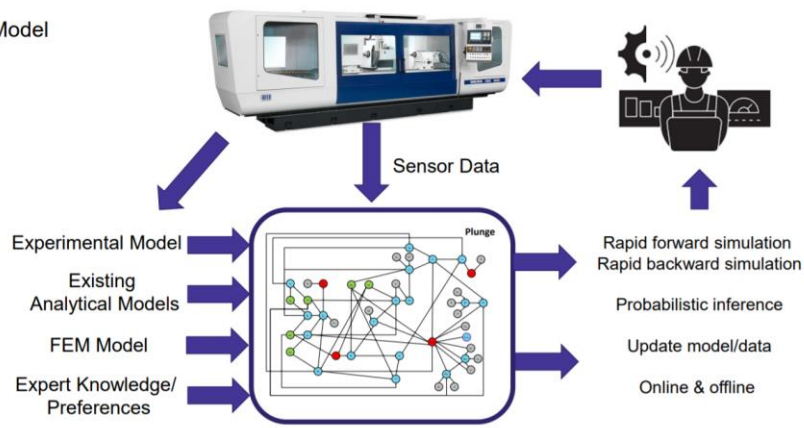 Model
Sensor Data
Plunge
Experimental Model
Existing
Analytical Models
FEM Model
Expert Knowledge/
Preferences
Rapid forward simulation
Rapid backward simulation
Probabilistic inference
Update model/data
Online & offline